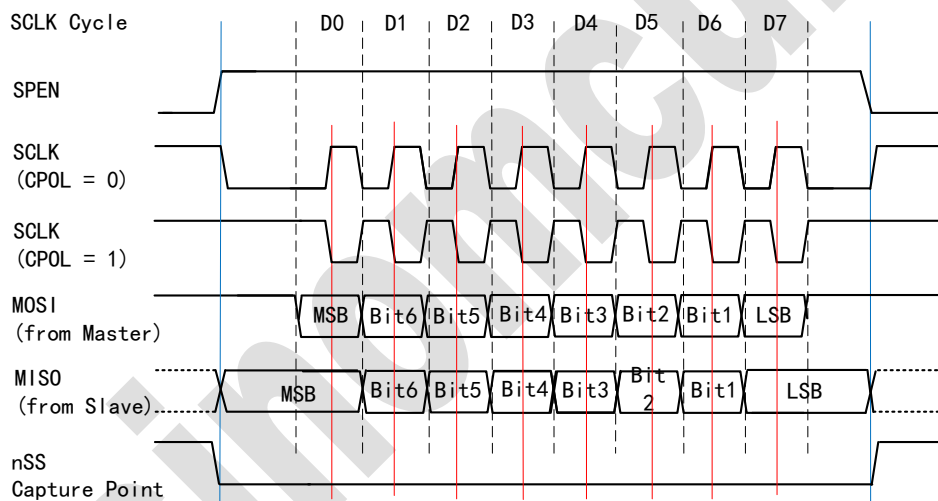 SCLK Cycle D0 D1 D2 D3 D4 D5 D6 D7
SPEN
SCLK
(CPOL = 0)
SCLK
(CPOL = 1)
MOSI
(from Master)
MSB Bit6 Bit5 Bit4 Bit3 Bit2 Bit1 LSB
MISO
(from Slave)
MSB Bit6 Bit5 Bit4 Bit3 Bit
2 Bit1 LSB
nSS
Capture Point